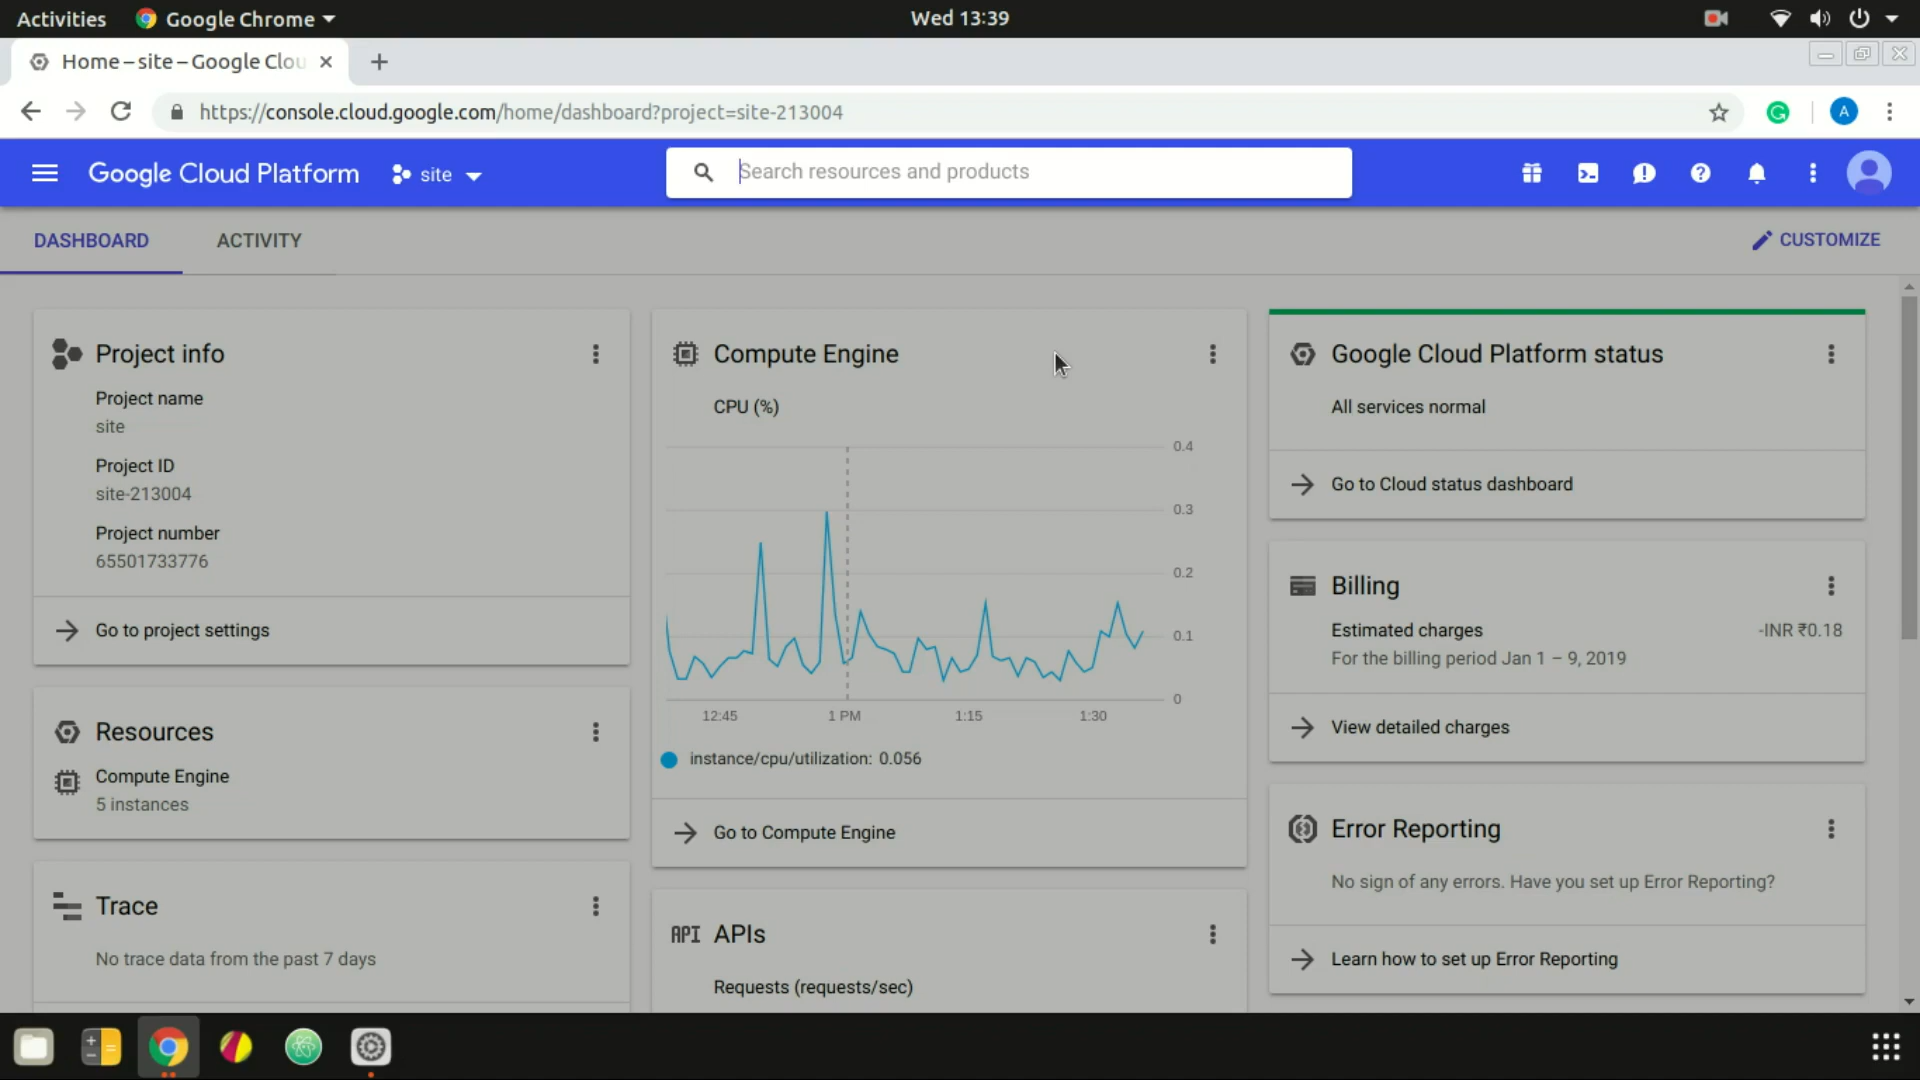 Activities
Google Chrome
Wed 13:39
Home – site – Google Clou
https://console.cloud.google.com/home/dashboard?project=site-213004
A
Google Cloud Platform
site
Search resources and products
DASHBOARD
ACTIVITY
CUSTOMIZE
Project info
Project name
site
Project ID
site-213004
Project number
65501733776
Go to project settings
Resources
Compute Engine
5 instances
Trace
No trace data from the past 7 days
Compute Engine
CPU (%)
0.4
0.3
0.2
0.1
0
12:45
1 PM
1:15
1:30
instance/cpu/utilization: 0.056
Go to Compute Engine
API APIs
Requests (requests/sec)
Google Cloud Platform status
All services normal
Go to Cloud status dashboard
Billing
Estimated charges
-INR ₹0.18
For the billing period Jan 1 – 9, 2019
View detailed charges
Error Reporting
No sign of any errors. Have you set up Error Reporting?
Learn how to set up Error Reporting